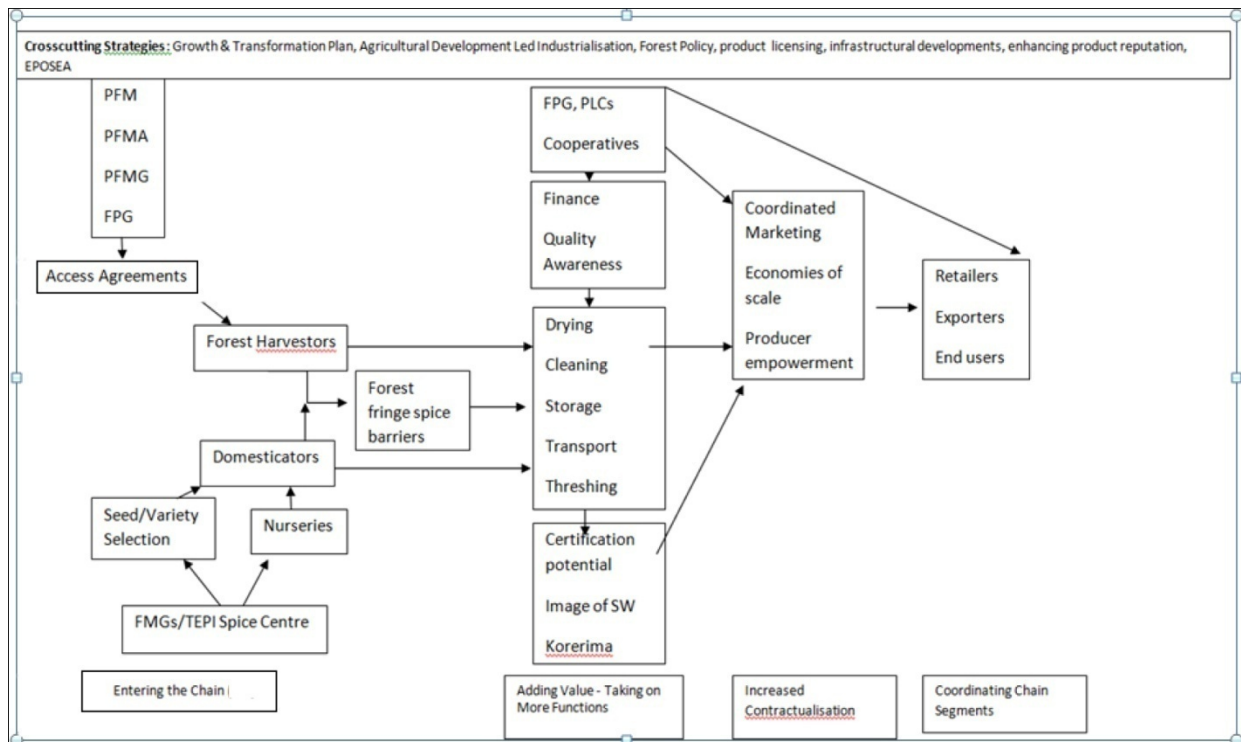 Crosscutting Strategies: Growth & Transformation Plan, Agricultural Development Led Industrialisation, Forest Policy, product licensing, infrastructural developments, enhancing product reputation,
EPOSEA
PFM
PFMA
PFMG
FPG
Access Agreements
Forest Harvestors
Forest
fringe spice
barriers
Domesticators
Seed/Variety
Selection
Nurseries
FMGs/TEPI Spice Centre
Entering the Chain
FPG, PLCs
Cooperatives
Finance
Quality
Awareness
Drying
Cleaning
Storage
Transport
Threshing
Certification
potential
Image of SW
Korerima
Adding Value - Taking on
More Functions
Coordinated
Marketing
Economies of
scale
Producer
empowerment
Increased
Contractualisation
Retailers
Exporters
End users
Coordinating Chain
Segments